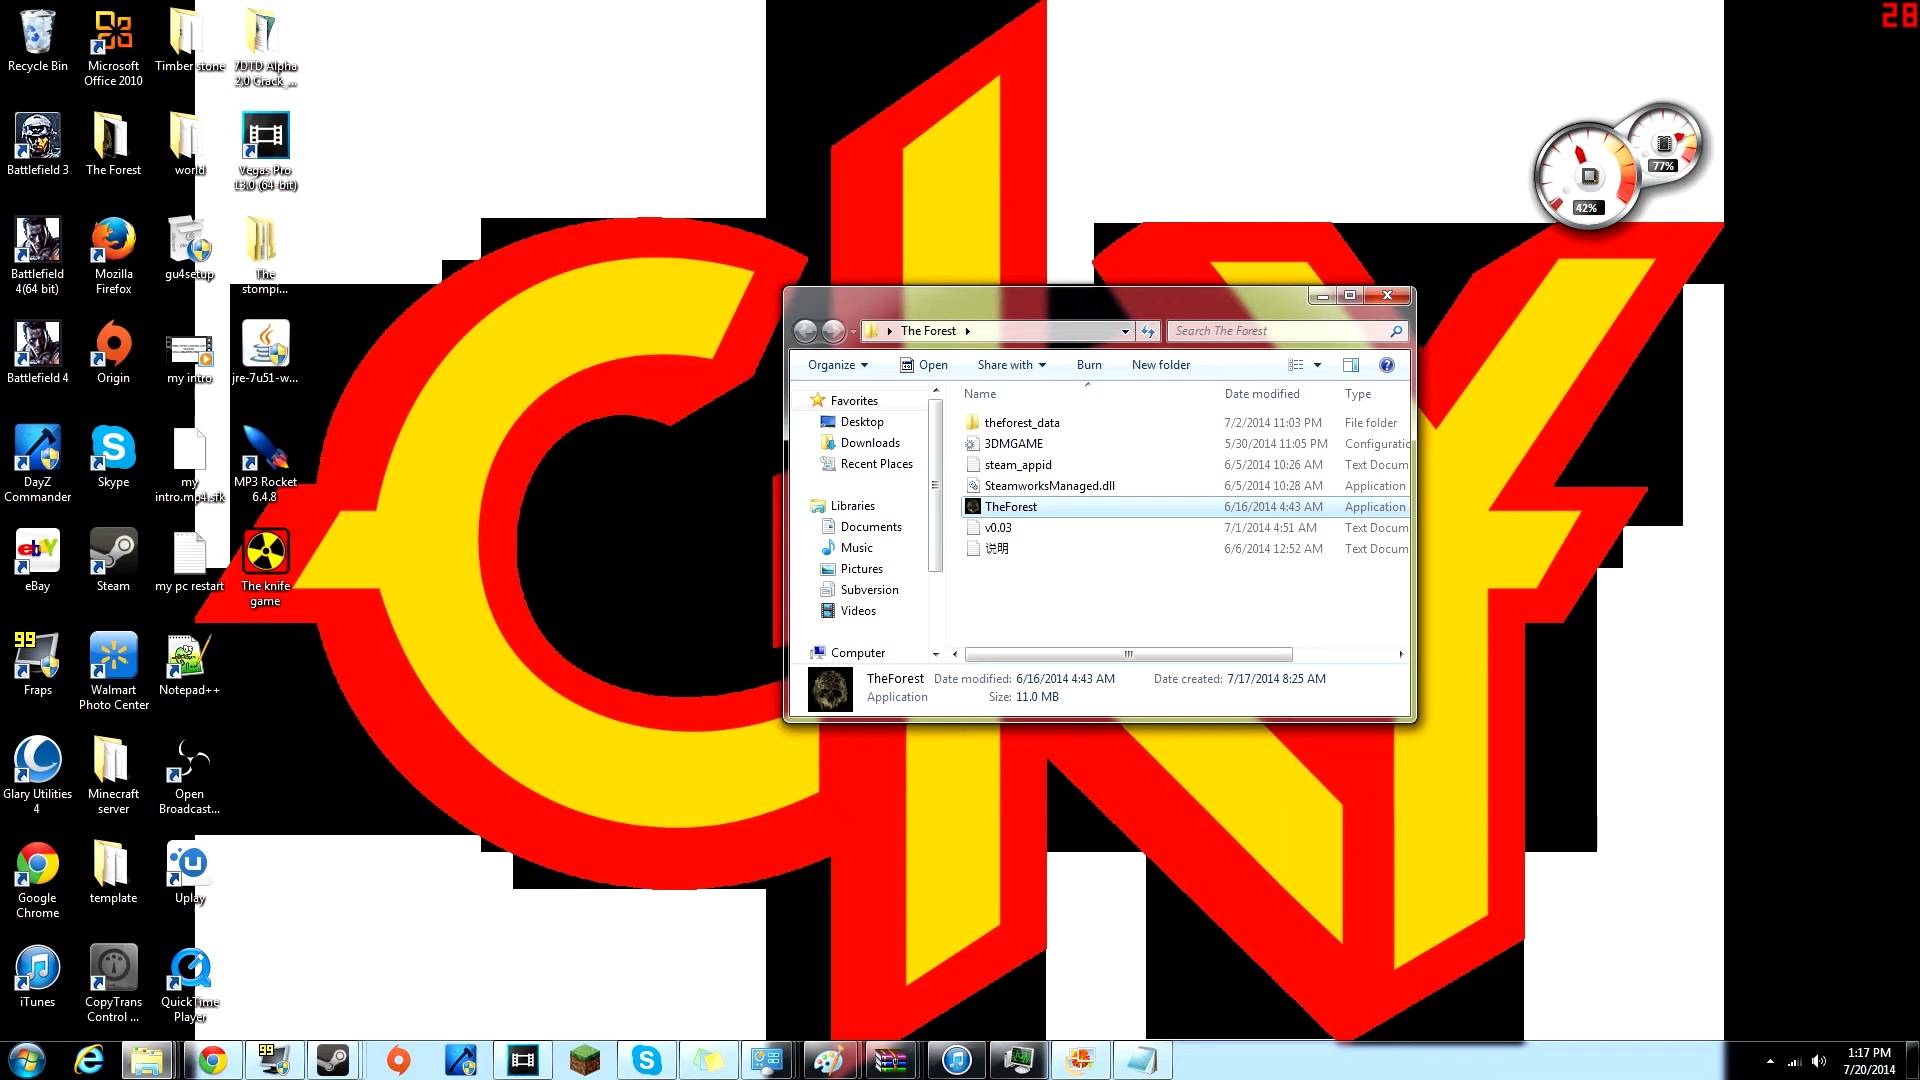 28
Recycle Bin
Microsoft
Office 2010
Timber stone
7DTD Alpha
2.0 Crack_...
Battlefield 3
The Forest
world
Vegas Pro
13.0 (64-bit)
Battlefield
4(64 bit)
Mozilla
Firefox
gu4setup
The
stompi...
Battlefield 4
Origin
my intro
jre-7u51-w...
DayZ
Commander
Skype
my
intro.mp4.sfk
MP3 Rocket
6.4.8
eBay
Steam
my pc restart
The knife
game
99
Fraps
Walmart
Photo Center
Notepad++
Glary Utilities
4
Minecraft
server
Open
Broadcast...
Google
Chrome
template
Uplay
iTunes
CopyTrans
Control ...
QuickTime
Player
77%
42%
The Forest
Search The Forest
Organize
Open
Share with
Burn
New folder
Favorites
Desktop
Downloads
Recent Places
Libraries
Documents
Music
Pictures
Subversion
Videos
Computer
Name Date modified Type
theforest_data 7/2/2014 11:03 PM File folder
3DMGAME 5/30/2014 11:05 PM Configuratio
steam_appid 6/5/2014 10:26 AM Text Docum
SteamworksManaged.dll 6/5/2014 10:28 AM Application
TheForest 6/16/2014 4:43 AM Application
v0.03 7/1/2014 4:51 AM Text Docum
说明 6/6/2014 12:52 AM Text Docum
TheForest Date modified: 6/16/2014 4:43 AM Date created: 7/17/2014 8:25 AM
Application Size: 11.0 MB
99
1:17 PM
7/20/2014